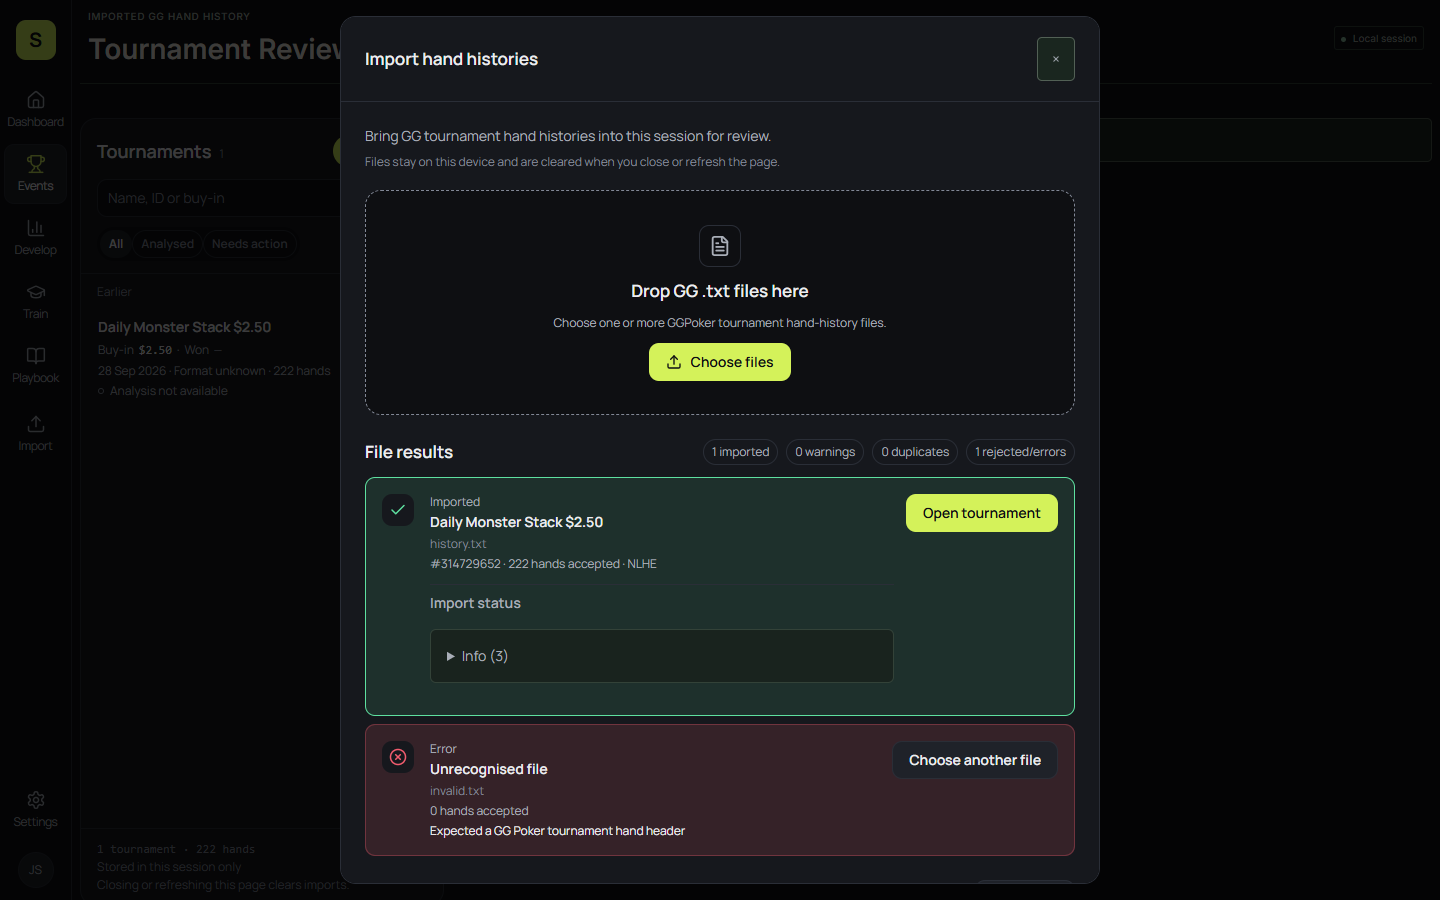 S
Dashboard
Events
Develop
Train
Playbook
Import
Settings
JS
IMPORTED GG HAND HISTORY
Tournament Review
Local session
Tournaments 1
Name, ID or buy-in
All
Analysed
Needs action
Earlier
Daily Monster Stack $2.50
Buy-in $2.50 · Won —
28 Sep 2026 · Format unknown · 222 hands
Analysis not available
1 tournament · 222 hands
Stored in this session only
Closing or refreshing this page clears imports.
Import hand histories
×
Bring GG tournament hand histories into this session for review.
Files stay on this device and are cleared when you close or refresh the page.
Drop GG .txt files here
Choose one or more GGPoker tournament hand-history files.
Choose files
File results
1 imported
0 warnings
0 duplicates
1 rejected/errors
Imported
Daily Monster Stack $2.50
history.txt
#314729652 · 222 hands accepted · NLHE
Open tournament
Import status
▶ Info (3)
Error
Unrecognised file
invalid.txt
0 hands accepted
Expected a GG Poker tournament hand header
Choose another file